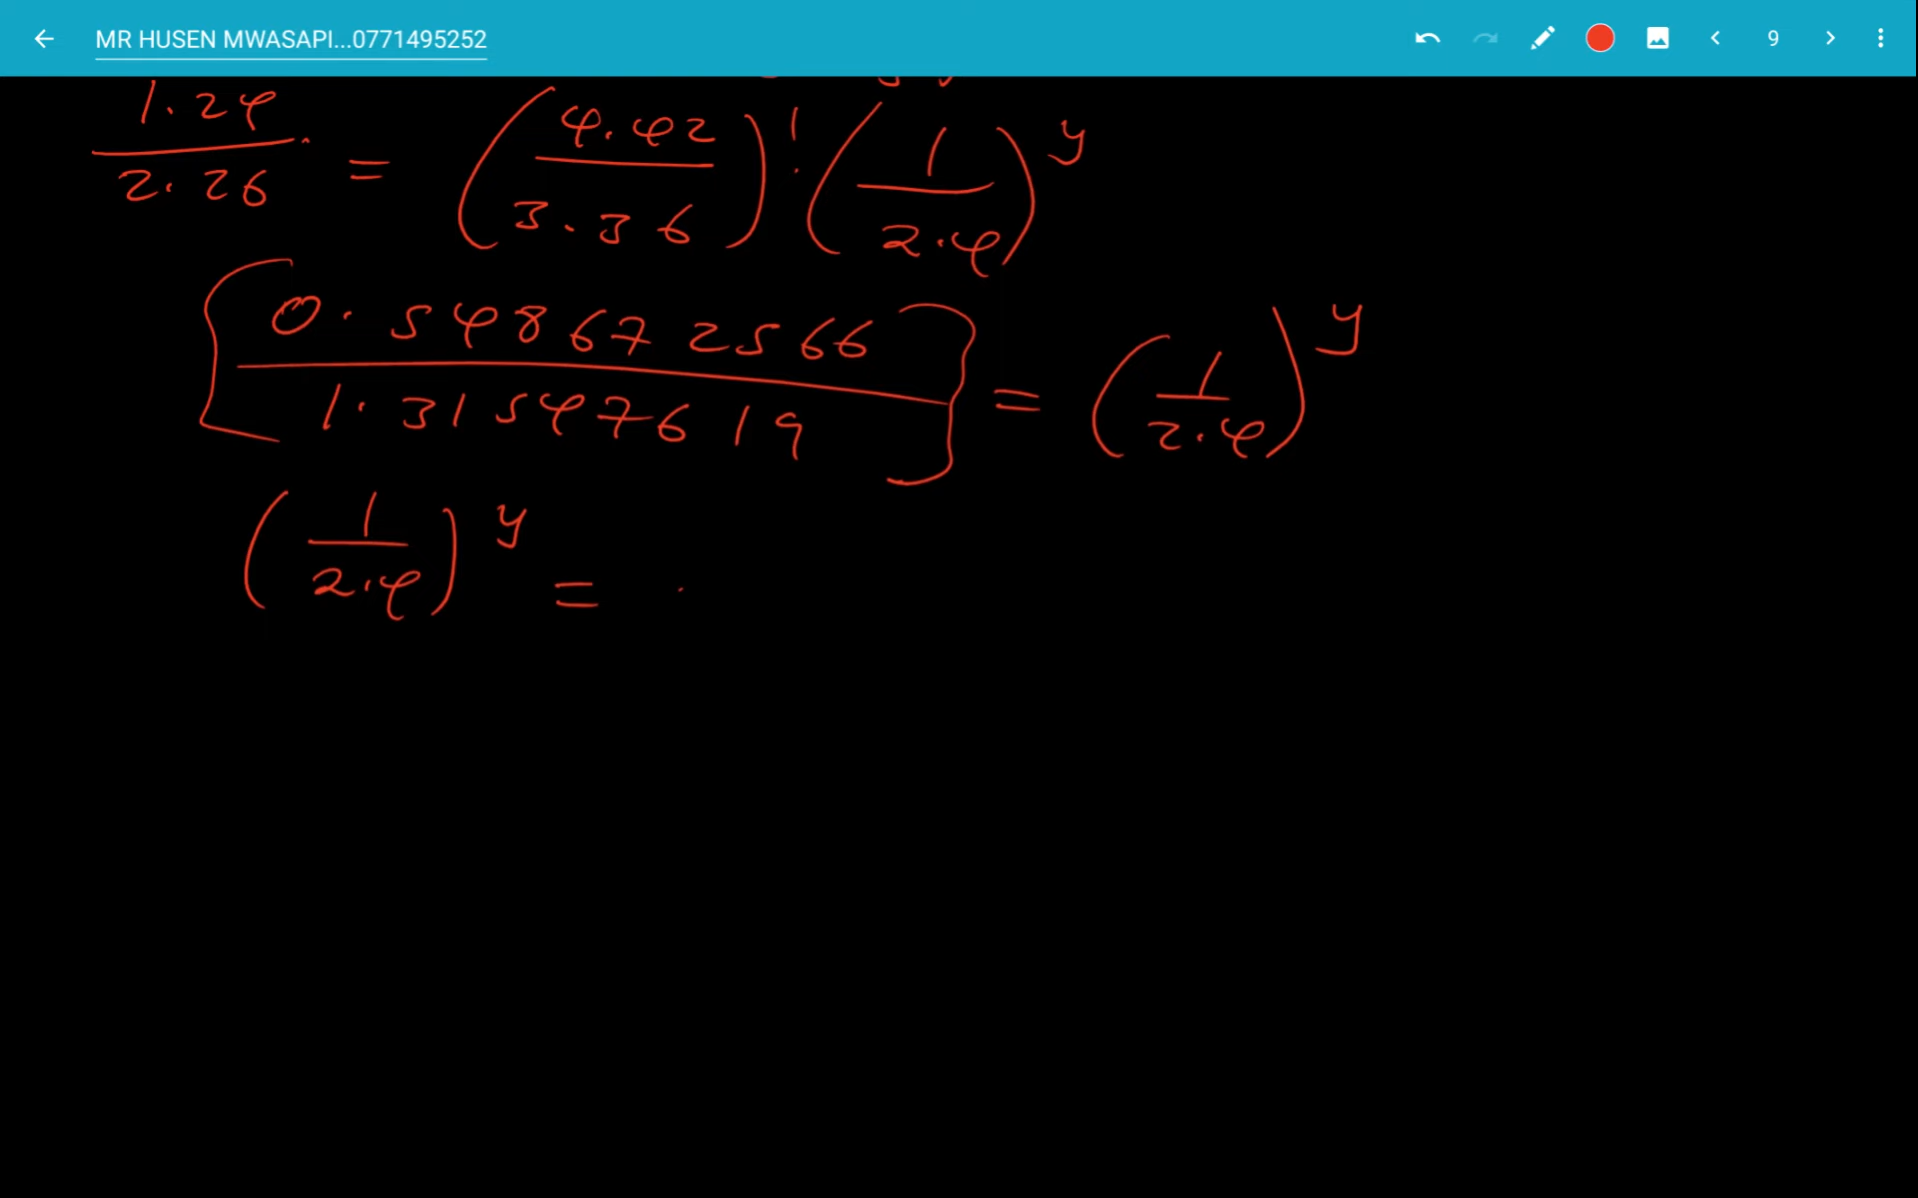 MR HUSEN MWASAPI...0771495252 9
1.24/2.26 = (4.42/3.36)^1 . (1/2.4)^y
[0.548672566/1.31547619] = (1/2.4)^y
(1/2.4)^y = .